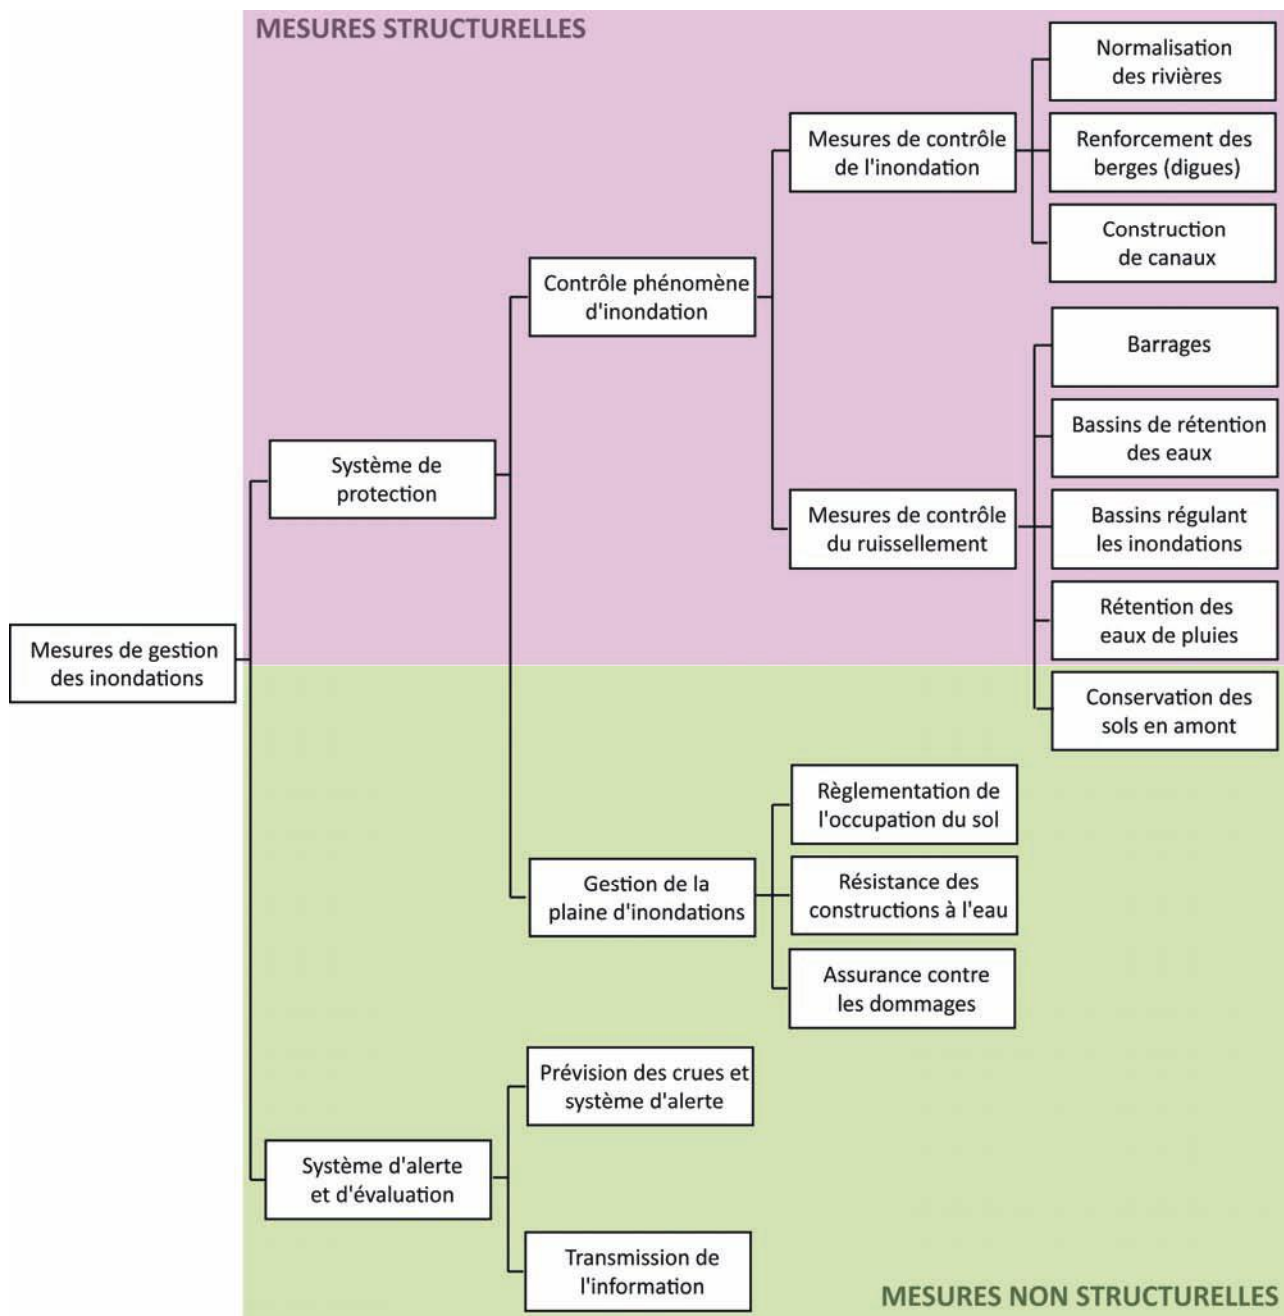 MESURES STRUCTURELLES
Normalisation
des rivières
Mesures de contrôle
de l'inondation
Renforcement des
berges (digues)
Construction
de canaux
Contrôle phénomène
d'inondation
Barrages
Bassins de rétention
des eaux
Système de
protection
Mesures de contrôle
du ruissellement
Bassins régulant
les inondations
Rétention des
eaux de pluies
Mesures de gestion
des inondations
Conservation des
sols en amont
Règlementation de
l'occupation du sol
Gestion de la
plaine d'inondations
Résistance des
constructions à l'eau
Assurance contre
les dommages
Prévision des crues et
système d'alerte
Système d'alerte
et d'évaluation
Transmission de
l'information
MESURES NON STRUCTURELLES